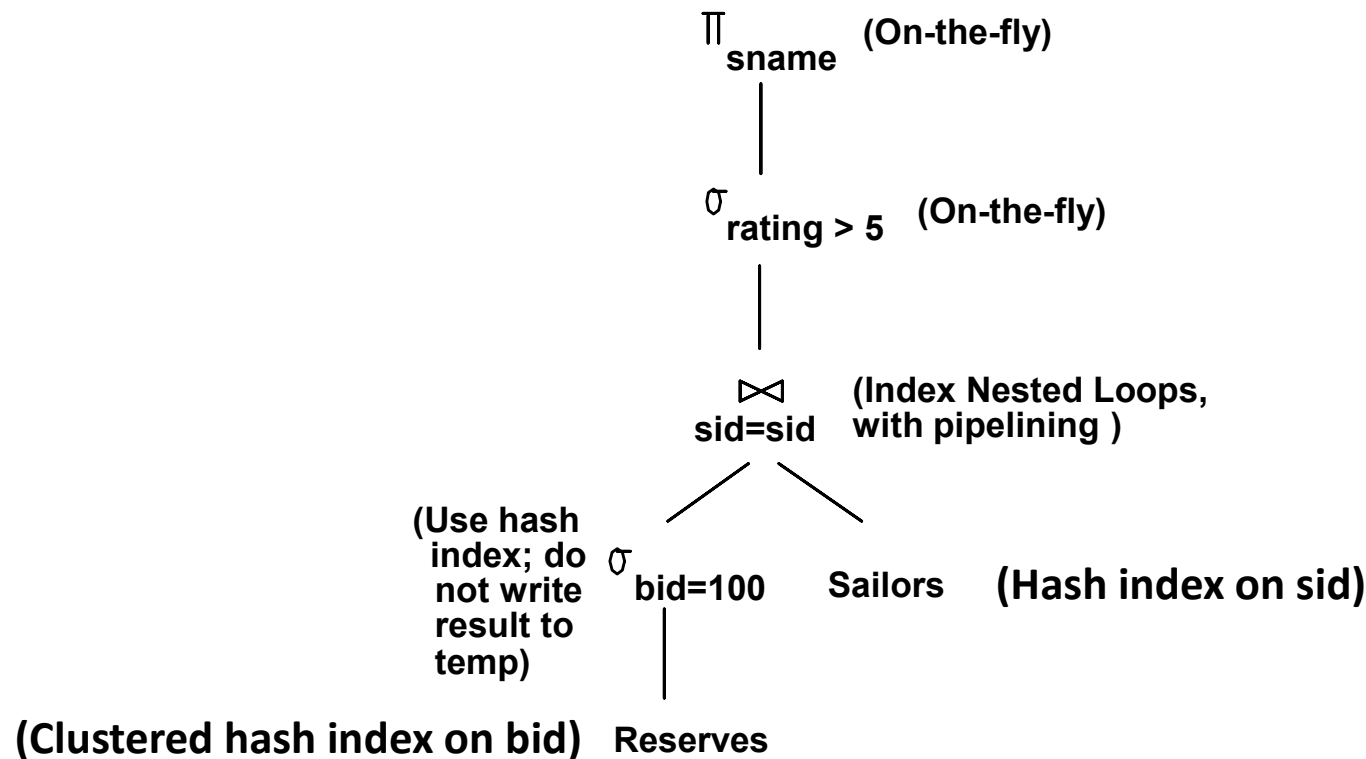 π sname (On-the-fly)
σ rating > 5 (On-the-fly)
⋈ (Index Nested Loops,
sid=sid with pipelining )
(Use hash
index; do
not write
result to
temp)
σ bid=100 Sailors (Hash index on sid)
(Clustered hash index on bid) Reserves